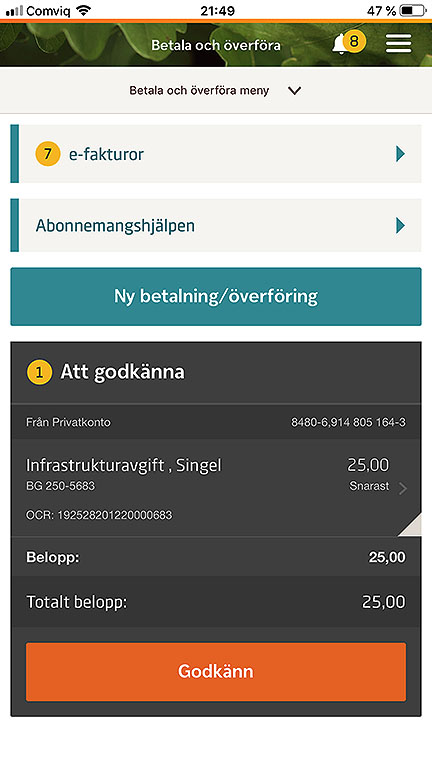 Comviq 21:49 47 %
Betala och överföra 8
Betala och överföra meny
7 e-fakturor
Abonnemangshjälpen
Ny betalning/överföring
1 Att godkänna
Från Privatkonto 8480-6,914 805 164-3
Infrastrukturavgift , Singel 25,00
BG 250-5683 Snarast
OCR: 192528201220000683
Belopp: 25,00
Totalt belopp: 25,00
Godkänn